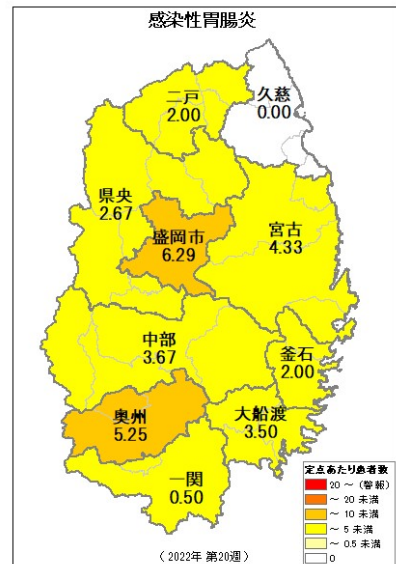 感染性胃腸炎
二戸
2.00
久慈
0.00
県央
2.67
盛岡市
6.29
宮古
4.33
中部
3.67
釜石
2.00
奥州
5.25
大船渡
3.50
一関
0.50
定点あたり患者数
20 ～ (警報)
～ 20 未満
～ 10 未満
～ 5 未満
～ 0.5 未満
0
( 2022年 第20週 )